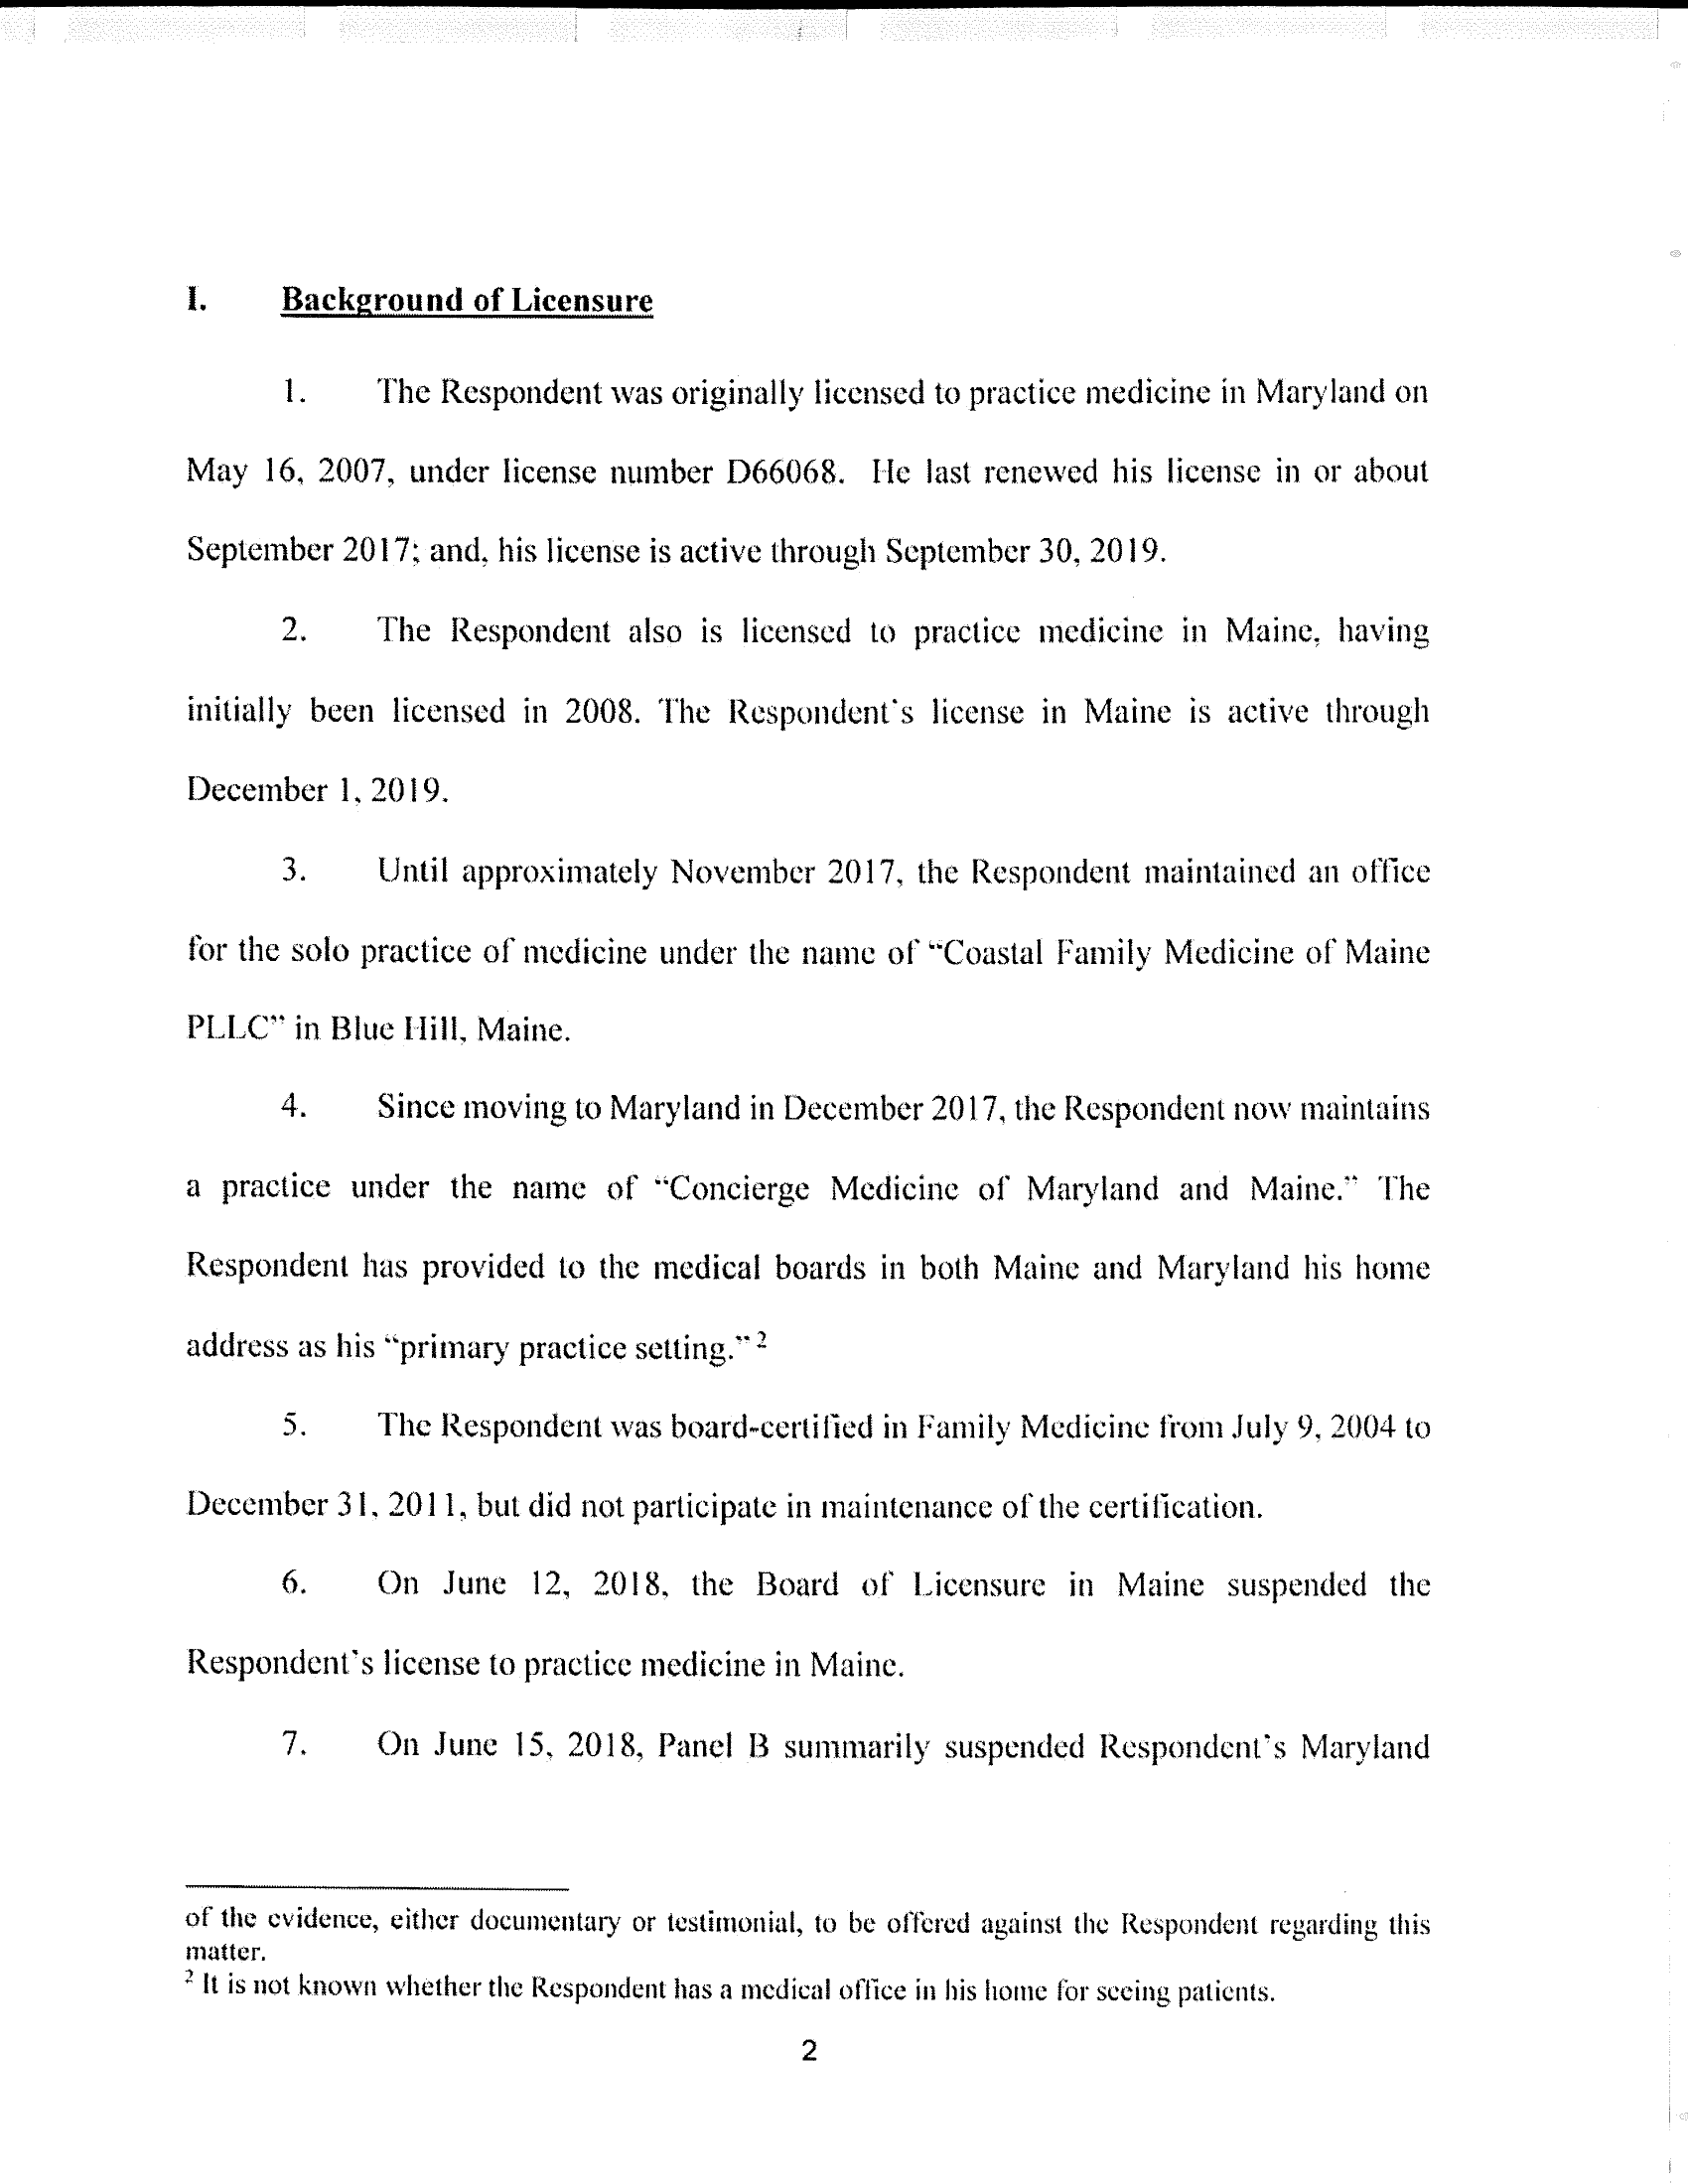 I. Background of Licensure
1. The Respondent was originally licensed to practice medicine in Maryland on
May 16, 2007, under license number D66068. He last renewed his license in or about
September 2017; and, his license is active through September 30, 2019.
2. The Respondent also is licensed to practice medicine in Maine, having
initially been licensed in 2008. The Respondent's license in Maine is active through
December 1, 2019.
3. Until approximately November 2017, the Respondent maintained an office
for the solo practice of medicine under the name of “Coastal Family Medicine of Maine
PLLC” in Blue Hill, Maine.
4. Since moving to Maryland in December 2017, the Respondent now maintains
a practice under the name of “Concierge Medicine of Maryland and Maine.” The
Respondent has provided to the medical boards in both Maine and Maryland his home
address as his “primary practice setting.” 2
5. The Respondent was board-certified in Family Medicine from July 9, 2004 to
December 31, 2011, but did not participate in maintenance of the certification.
6. On June 12, 2018, the Board of Licensure in Maine suspended the
Respondent's license to practice medicine in Maine.
7. On June 15, 2018, Panel B summarily suspended Respondent's Maryland
of the evidence, either documentary or testimonial, to be offered against the Respondent regarding this
matter.
2 It is not known whether the Respondent has a medical office in his home for seeing patients.
2